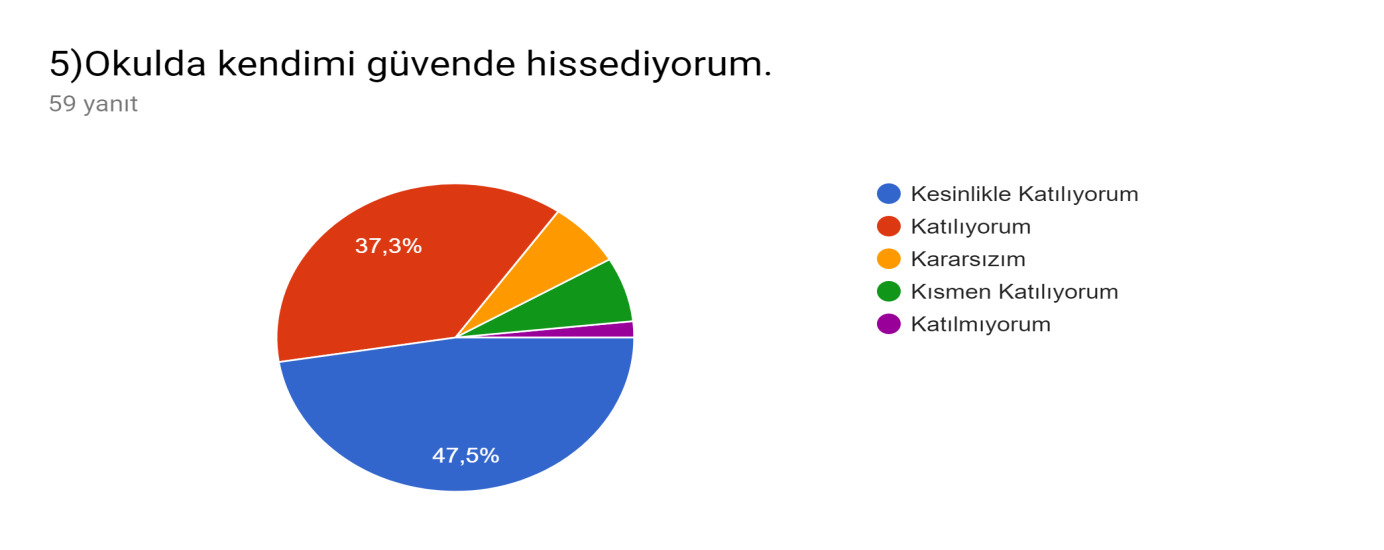 5)Okulda kendimi güvende hissediyorum.
59 yanıt
37,3%
47,5%
Kesinlikle Katılıyorum
Katılıyorum
Kararsızım
Kısmen Katılıyorum
Katılmıyorum